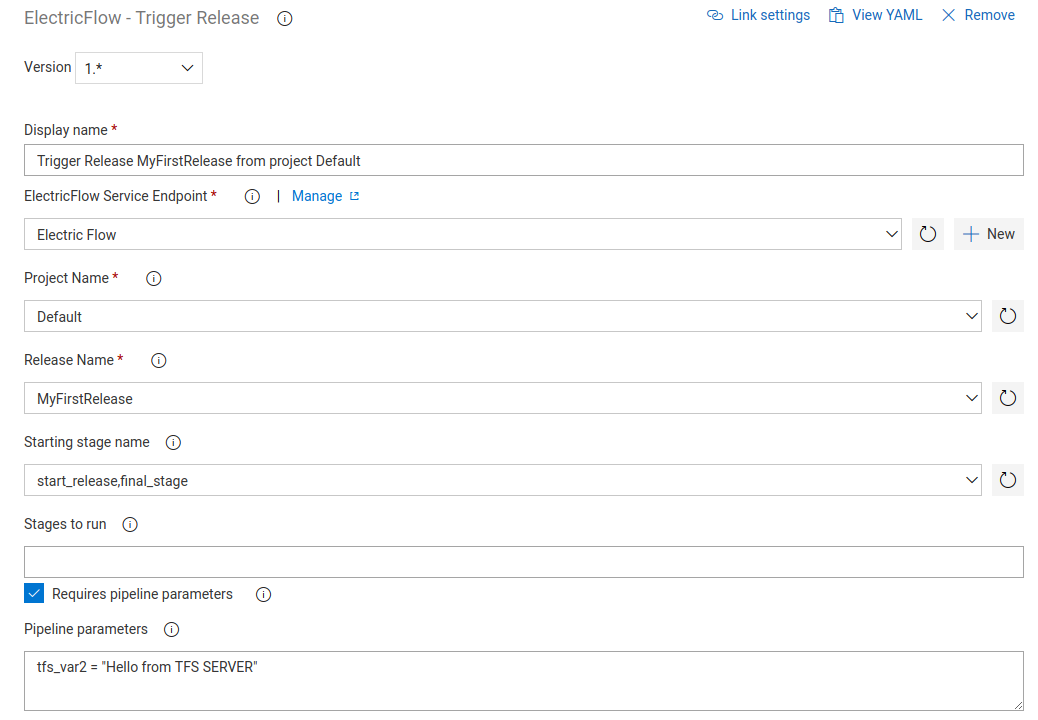 ElectricFlow - Trigger Release
Link settings View YAML Remove
Version 1.*
Display name *
Trigger Release MyFirstRelease from project Default
ElectricFlow Service Endpoint * | Manage
Electric Flow New
Project Name *
Default
Release Name *
MyFirstRelease
Starting stage name
start_release,final_stage
Stages to run
Requires pipeline parameters
Pipeline parameters
tfs_var2 = "Hello from TFS SERVER"